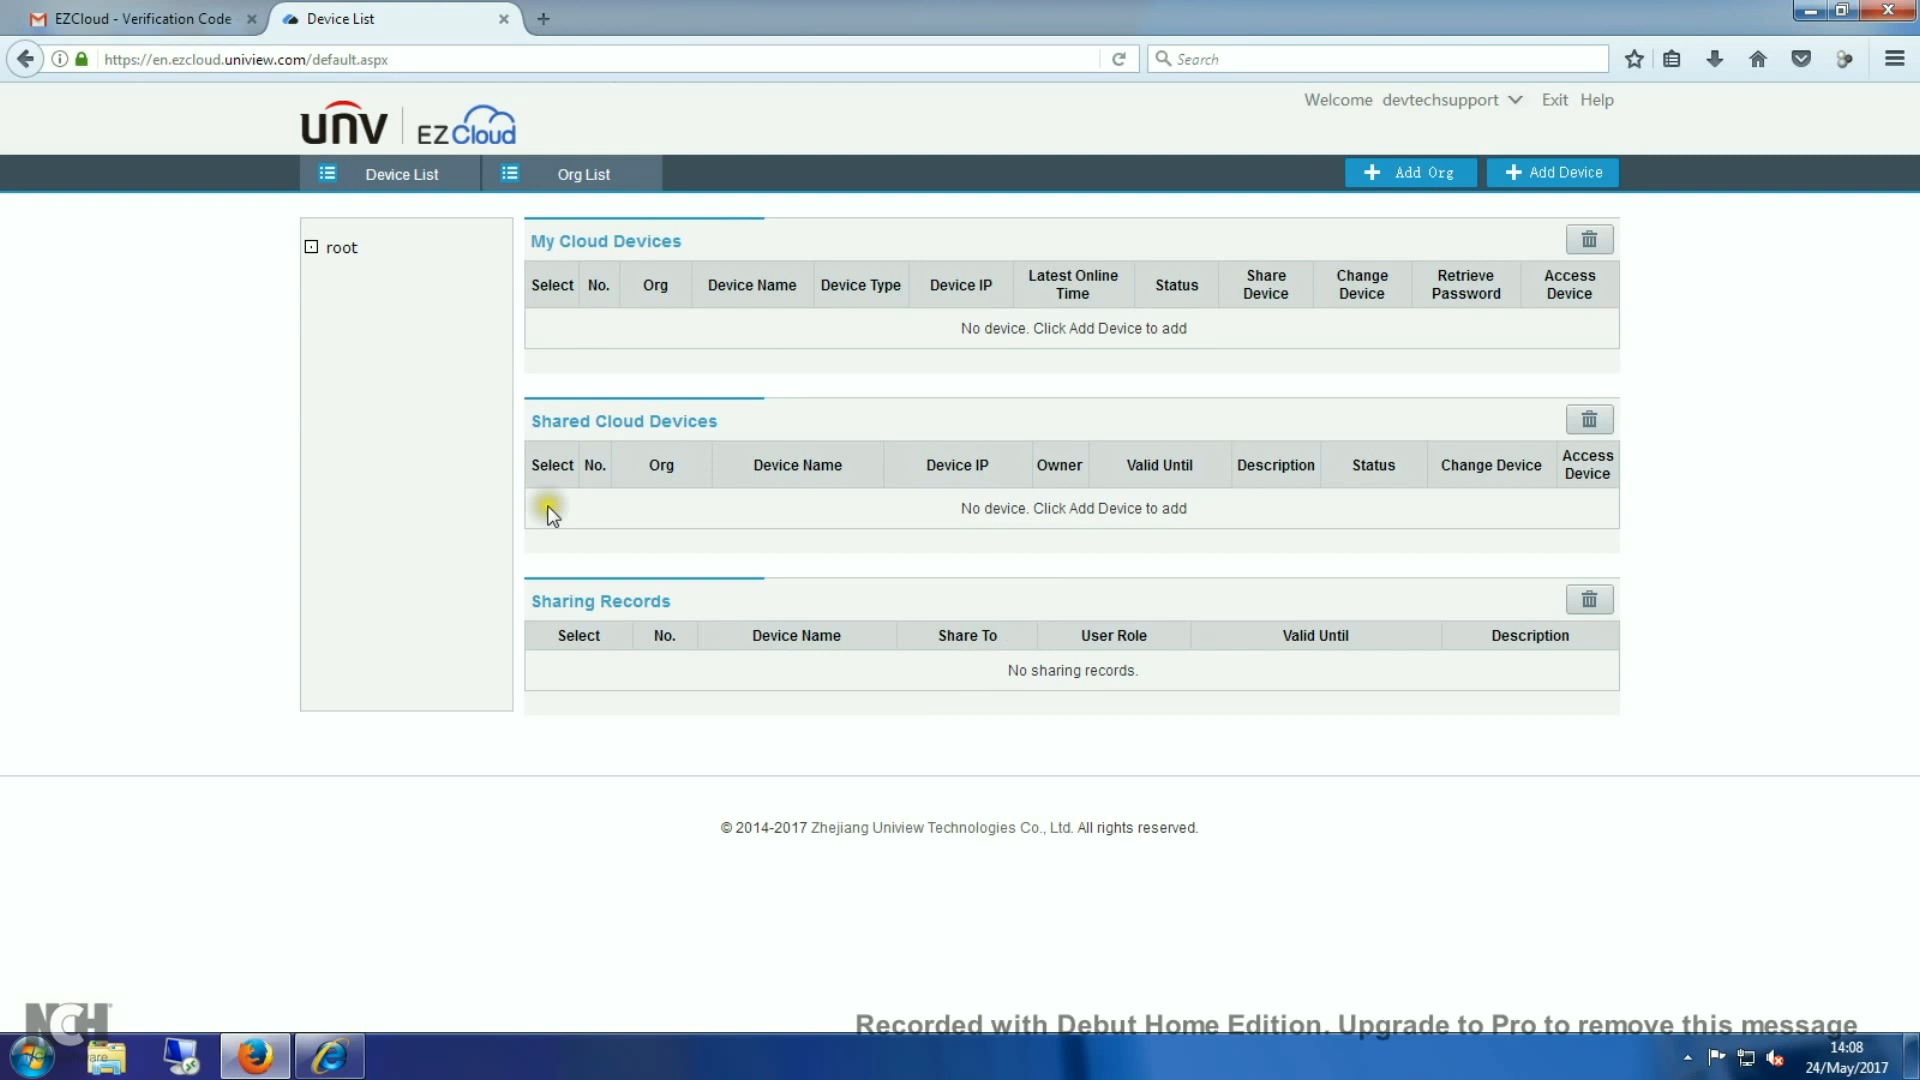 EZCloud - Verification Code
Device List
https://en.ezcloud.uniview.com/default.aspx
Search
Welcome devtechsupport Exit Help
unv EZCloud
Device List Org List Add Org Add Device
root
My Cloud Devices
Select No. Org Device Name Device Type Device IP Latest Online Time Status Share Device Change Device Retrieve Password Access Device
No device. Click Add Device to add
Shared Cloud Devices
Select No. Org Device Name Device IP Owner Valid Until Description Status Change Device Access Device
No device. Click Add Device to add
Sharing Records
Select No. Device Name Share To User Role Valid Until Description
No sharing records.
© 2014-2017 Zhejiang Uniview Technologies Co., Ltd. All rights reserved.
NCH
Recorded with Debut Home Edition. Upgrade to Pro to remove this message
14:08
24/May/2017